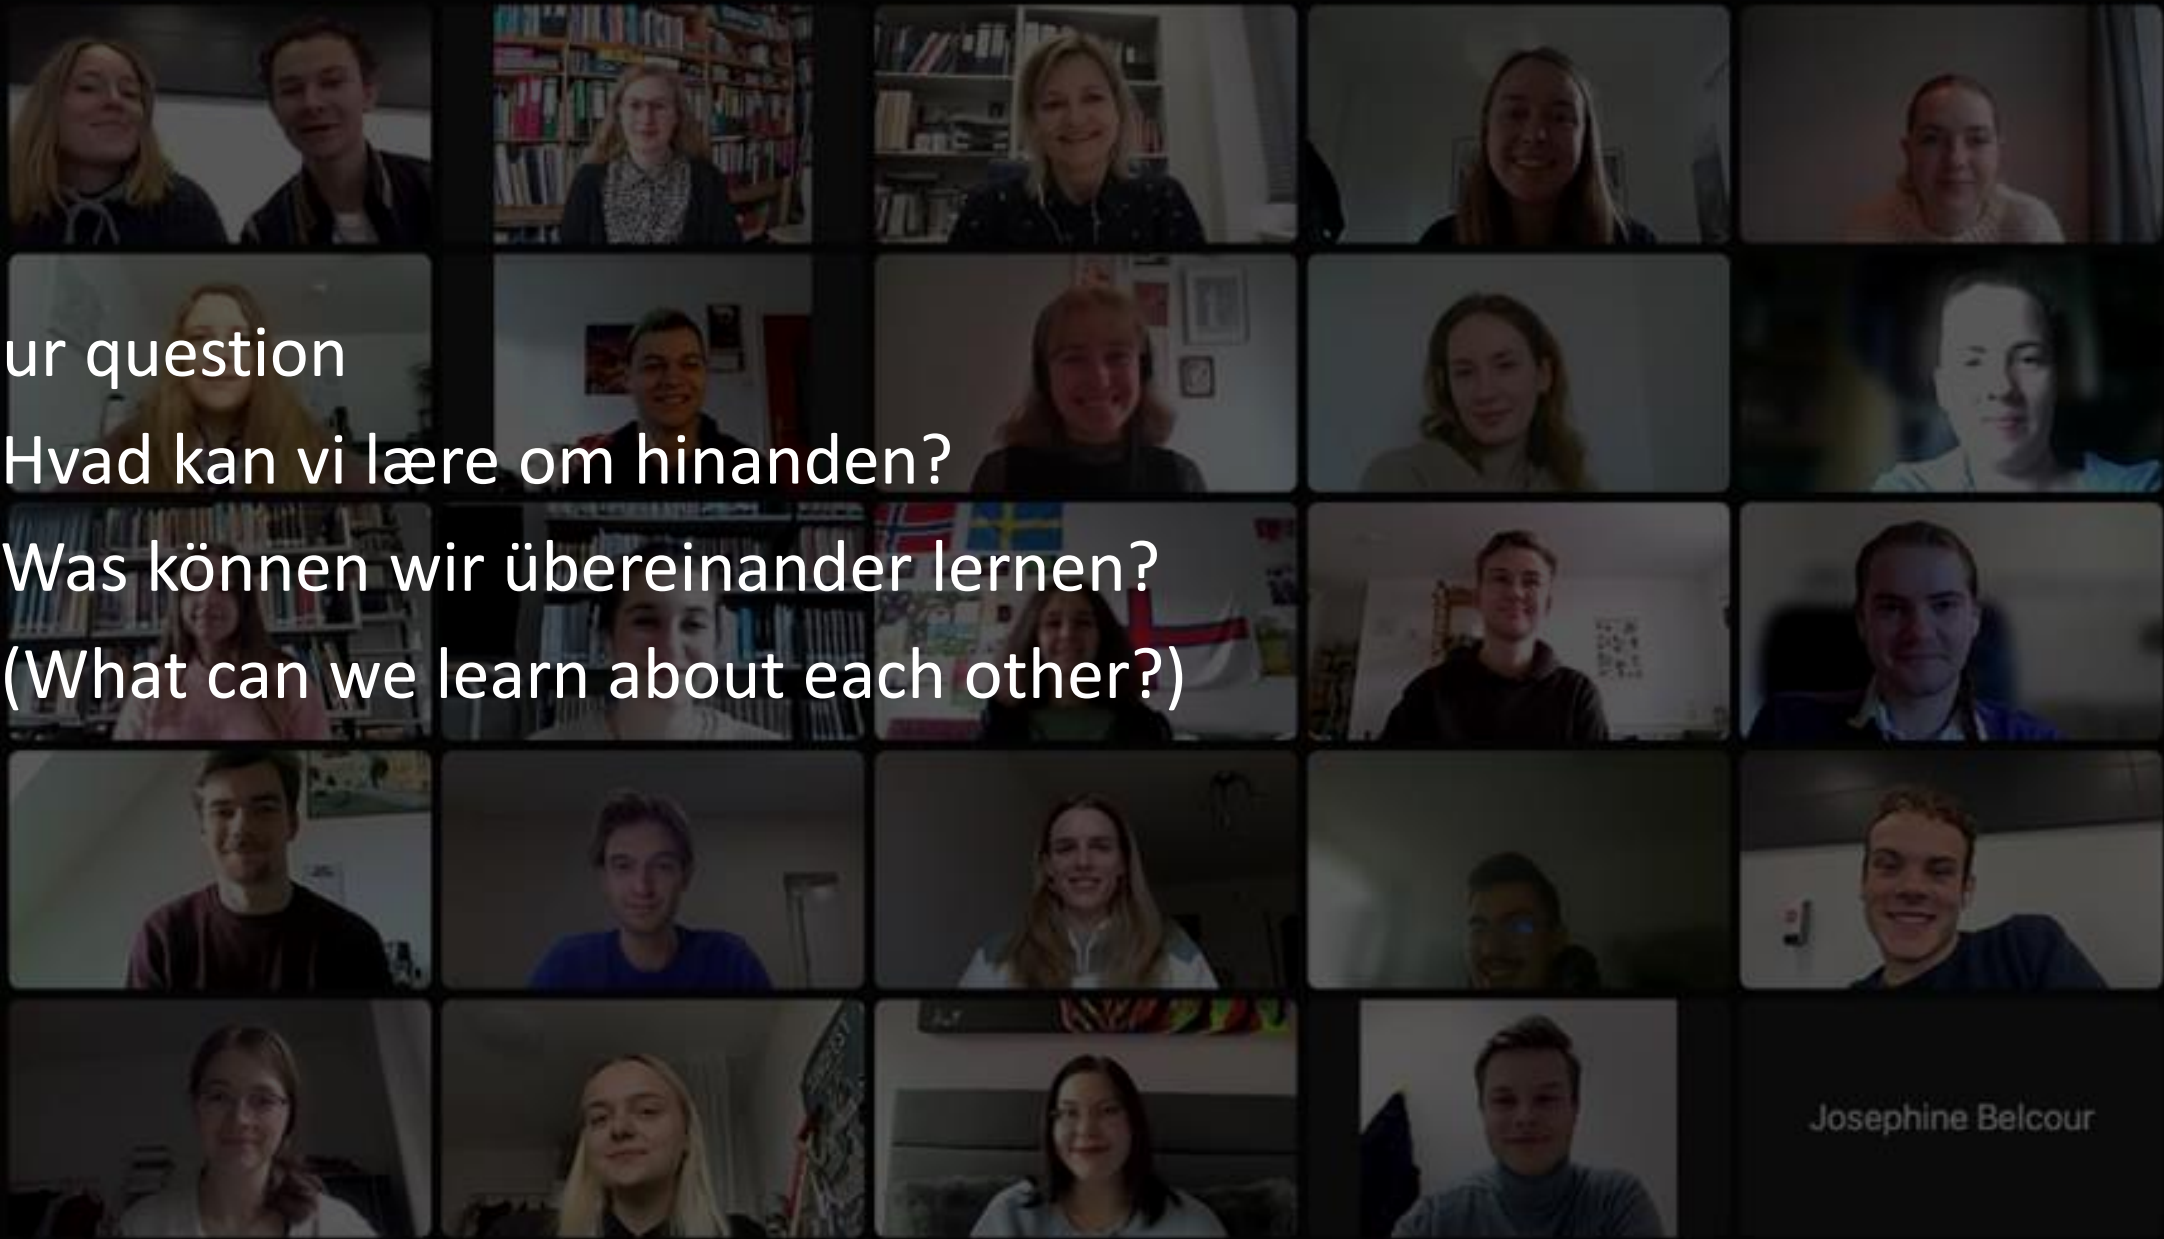 ur question
Hvad kan vi lære om hinanden?
Was können wir übereinander lernen?
(What can we learn about each other?)
Josephine Belcour